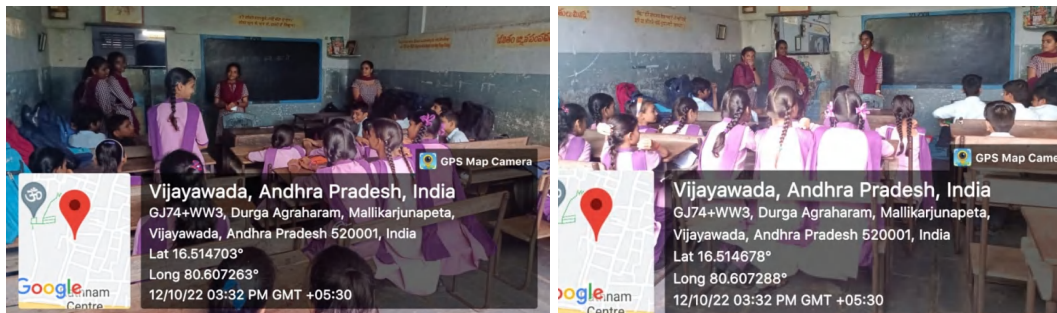 GPS Map Camera
Vijayawada, Andhra Pradesh, India
GJ74+WW3, Durga Agraharam, Mallikarjunapeta,
Vijayawada, Andhra Pradesh 520001, India
Lat 16.514703°
Long 80.607263°
12/10/22 03:32 PM GMT +05:30
Google
Centre
GPS Map Came
Vijayawada, Andhra Pradesh, India
GJ74+WW3, Durga Agraharam, Mallikarjunapeta,
Vijayawada, Andhra Pradesh 520001, India
Lat 16.514678°
Long 80.607288°
12/10/22 03:32 PM GMT +05:30
ogle
Centre